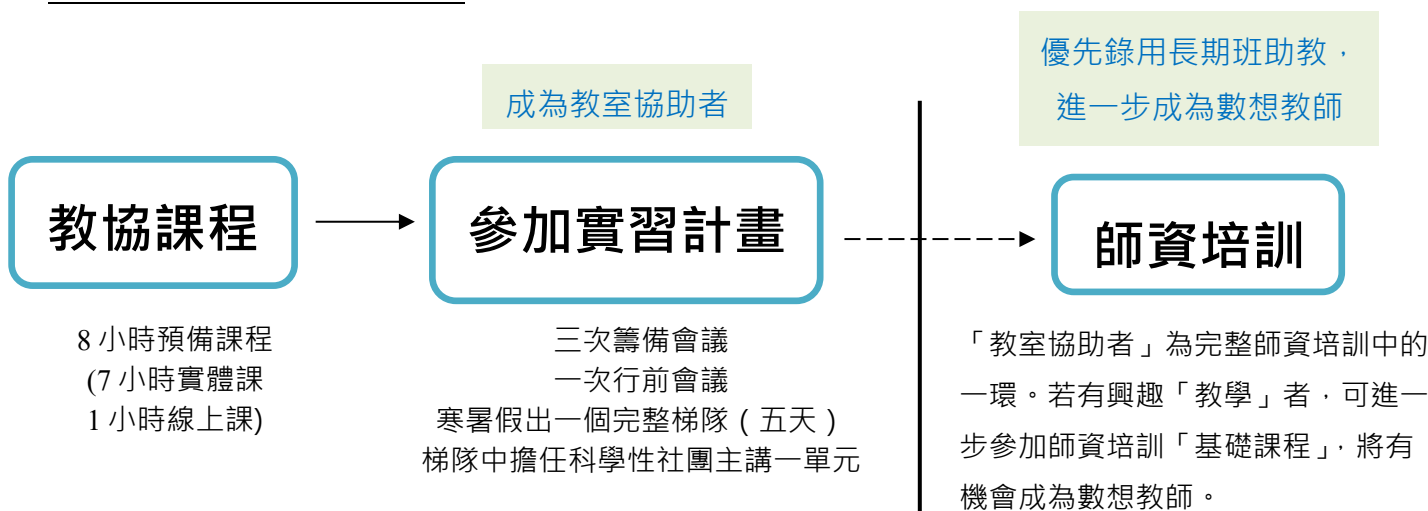 成為教室協助者
優先錄用長期班助教，
進一步成為數想教師
教協課程
參加實習計畫
師資培訓
8 小時預備課程
(7 小時實體課
1 小時線上課)
三次籌備會議
一次行前會議
寒暑假出一個完整梯隊（五天）
梯隊中擔任科學性社團主講一單元
「教室協助者」為完整師資培訓中的
一環。若有興趣「教學」者，可進一
步參加師資培訓「基礎課程」，將有
機會成為數想教師。